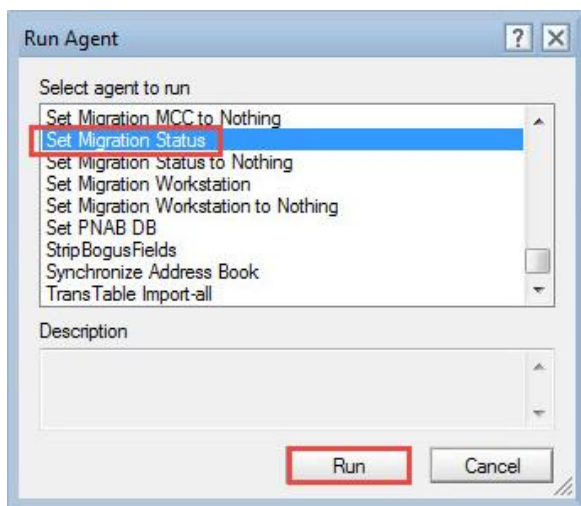 Run Agent
Select agent to run
Set Migration MCC to Nothing
Set Migration Status
Set Migration Status to Nothing
Set Migration Workstation
Set Migration Workstation to Nothing
Set PNAB DB
StripBogusFields
Synchronize Address Book
TransTable Import-all
Description
Run Cancel